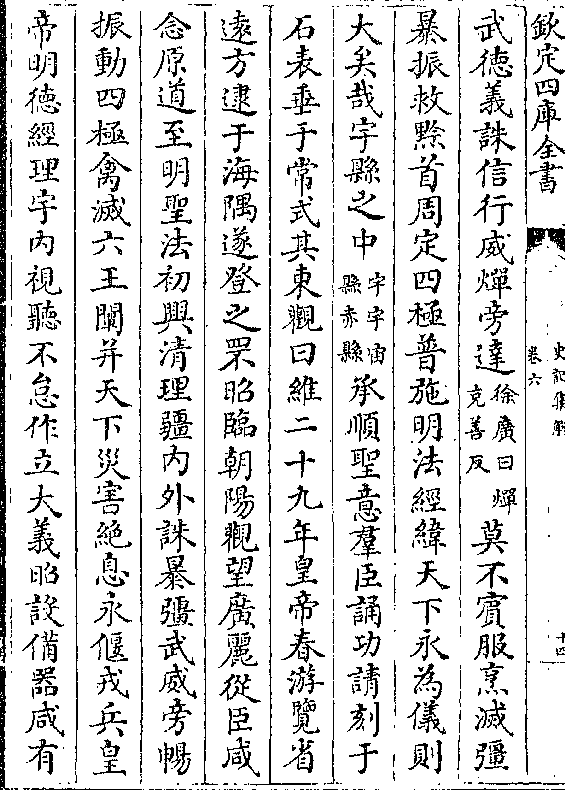 欽定四庫全書
史記集解
卷六
十四
武德義誅信行威燀旁達徐廣曰燀充善反莫不賓服烹滅彊
暴振救黔首周定四極普施明法經緯天下永為儀則
大矣哉宇縣之中宇宇宙縣赤縣承順聖意羣臣誦功請刻于
石表垂于常式其東觀曰維二十九年皇帝春游覽省
逺方逮于海隅遂登之罘昭臨朝陽觀望廣麗從臣咸
念原道至明聖法初興清理疆內外誅暴彊武威旁暢
振動四極禽滅六王闡并天下災害絶息永偃戎兵皇
帝明德經理宇內視聽不怠作立大義昭設備器咸有